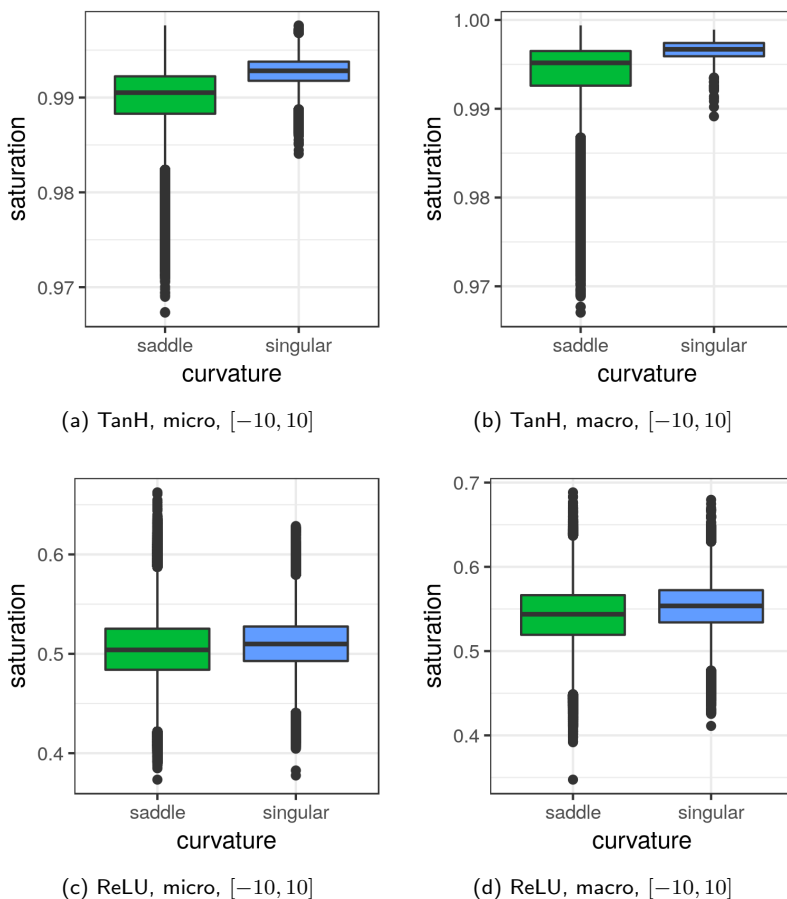 saturation
0.99
0.98
0.97
saddle singular
curvature
(a) TanH, micro, [−10, 10]
saturation
1.00
0.99
0.98
0.97
saddle singular
curvature
(b) TanH, macro, [−10, 10]
saturation
0.6
0.5
0.4
saddle singular
curvature
(c) ReLU, micro, [−10, 10]
saturation
0.7
0.6
0.5
0.4
saddle singular
curvature
(d) ReLU, macro, [−10, 10]